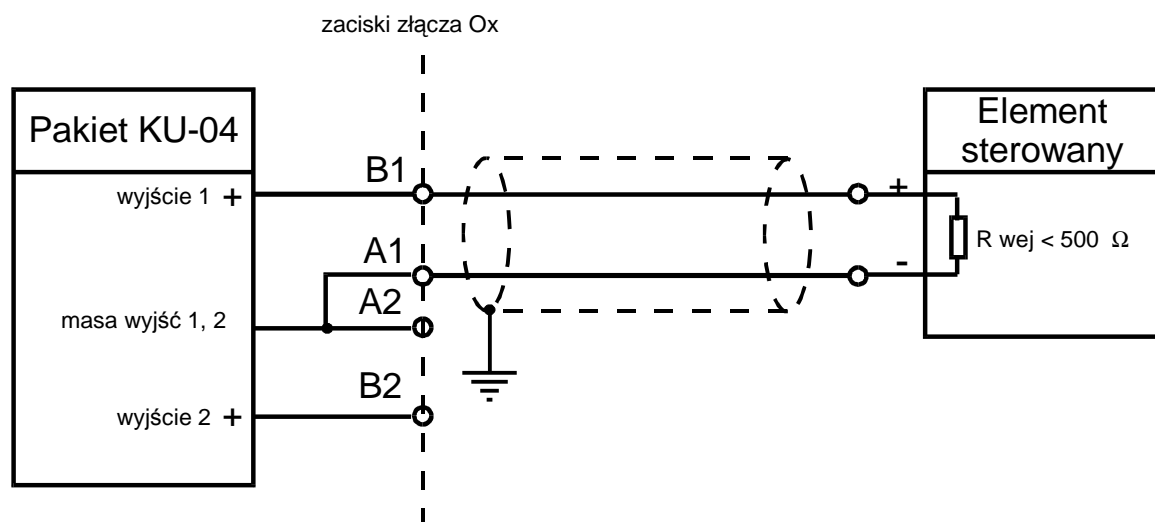 zaciski złącza Ox
Pakiet KU-04
Element
sterowany
B1
wyjście 1 +
+
R wej < 500 Ω
A1
-
A2
masa wyjść 1, 2
B2
wyjście 2 +